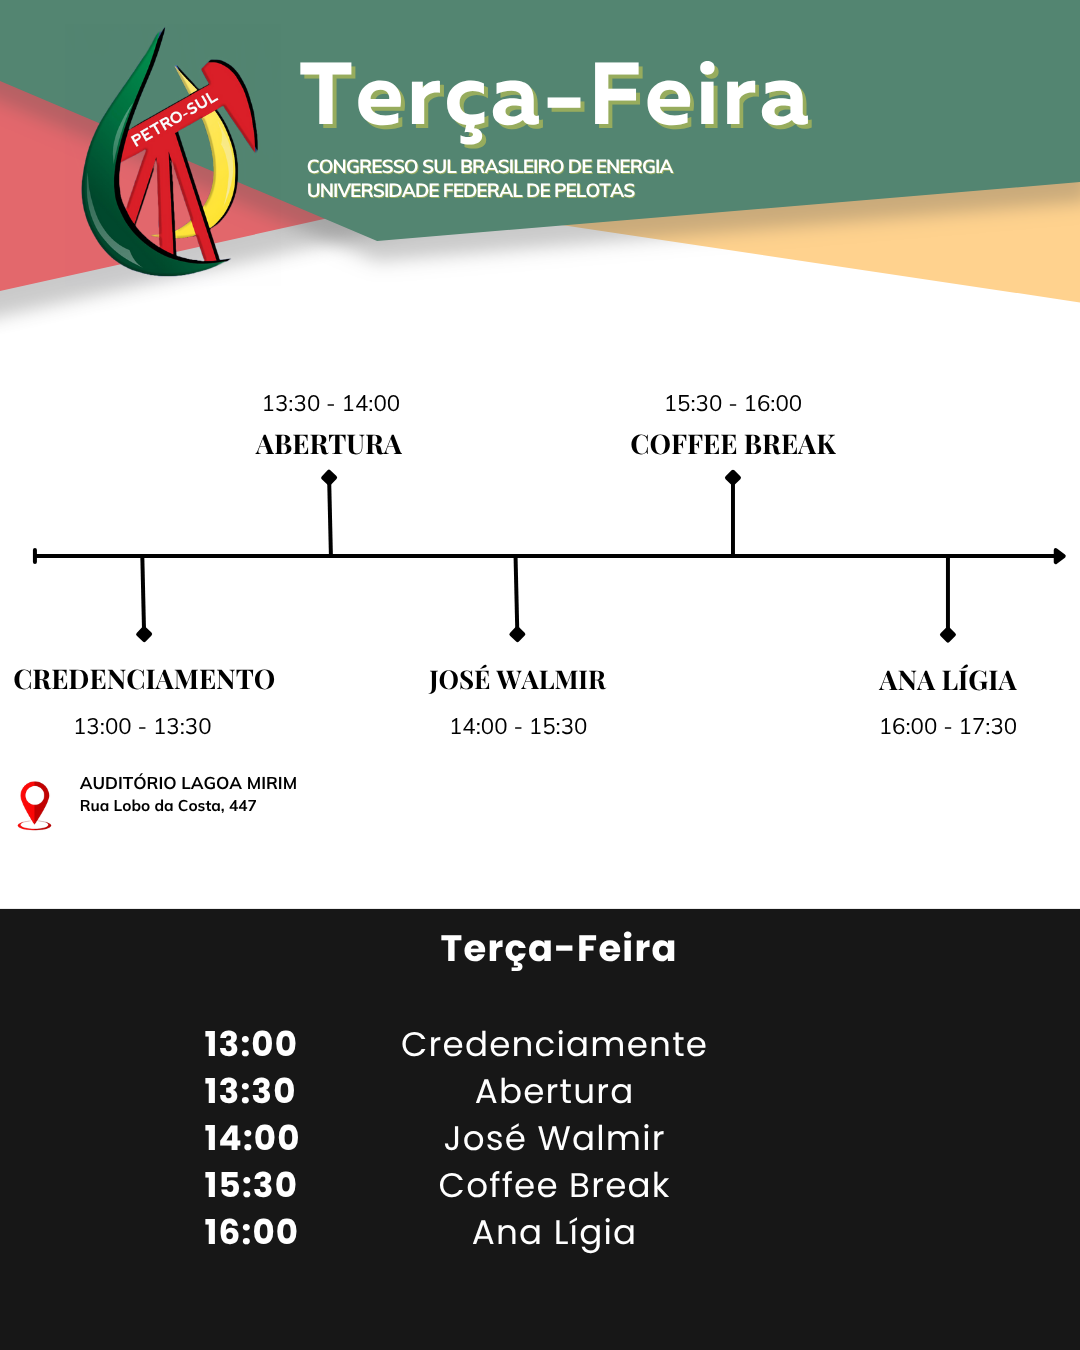 PETRO-SUL
Terça-Feira
CONGRESSO SUL BRASILEIRO DE ENERGIA
UNIVERSIDADE FEDERAL DE PELOTAS
13:30 - 14:00
ABERTURA
15:30 - 16:00
COFFEE BREAK
CREDENCIAMENTO
13:00 - 13:30
JOSÉ WALMIR
14:00 - 15:30
ANA LÍGIA
16:00 - 17:30
AUDITÓRIO LAGOA MIRIM
Rua Lobo da Costa, 447
Terça-Feira
13:00 Credenciamente
13:30 Abertura
14:00 José Walmir
15:30 Coffee Break
16:00 Ana Lígia